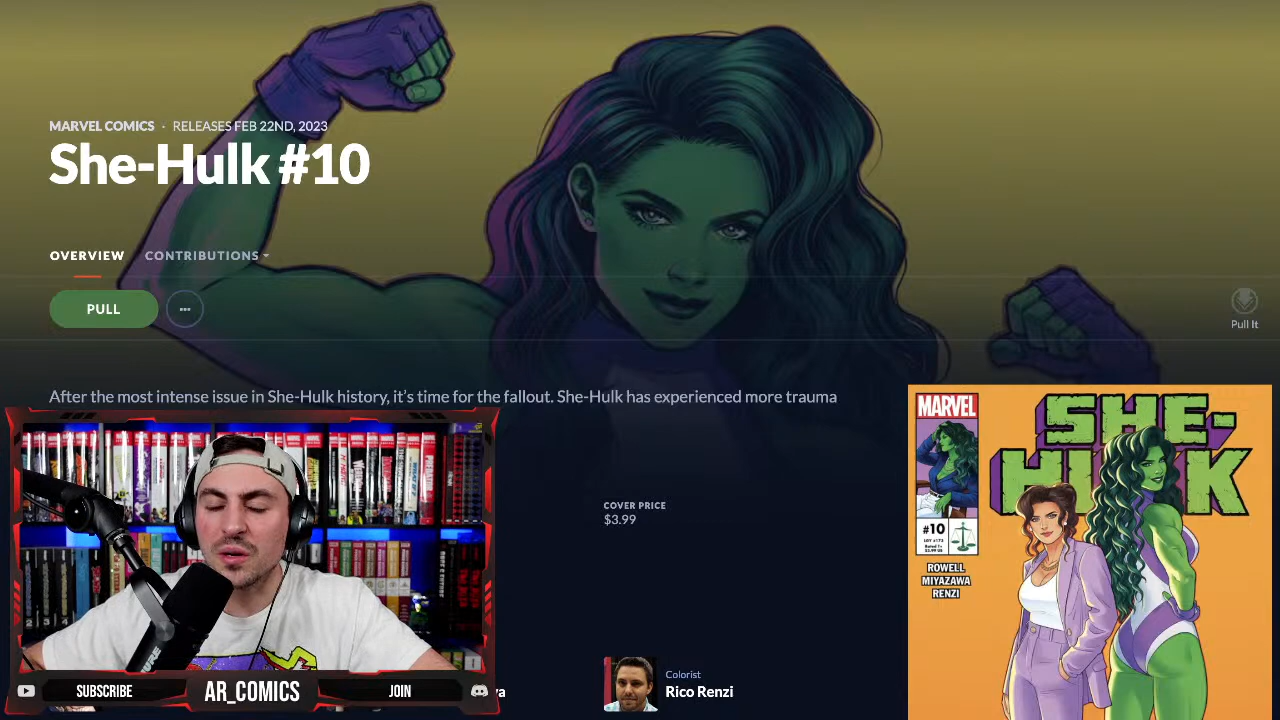 MARVEL COMICS · RELEASES FEB 22ND, 2023
She-Hulk #10
OVERVIEW CONTRIBUTIONS
PULL
Pull It
After the most intense issue in She-Hulk history, it's time for the fallout. She-Hulk has experienced more trauma
COVER PRICE
$3.99
MARVEL
SHE-
HULK
#10
ROWELL
MIYAZAWA
RENZI
Colorist
Rico Renzi
va
SUBSCRIBE
AR_COMICS
JOIN